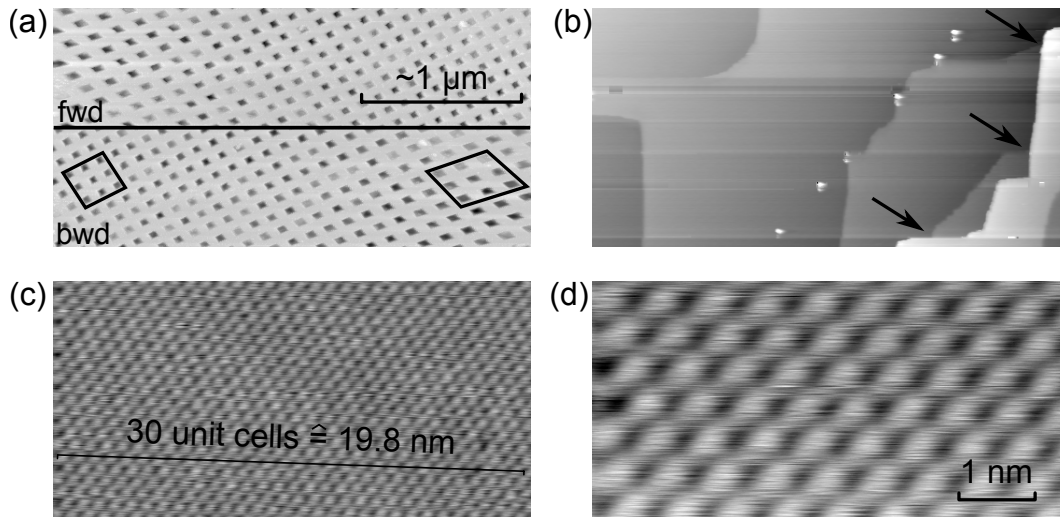 (a)
~1 μm
fwd
bwd
(b)
(c)
30 unit cells ≙ 19.8 nm
(d)
1 nm